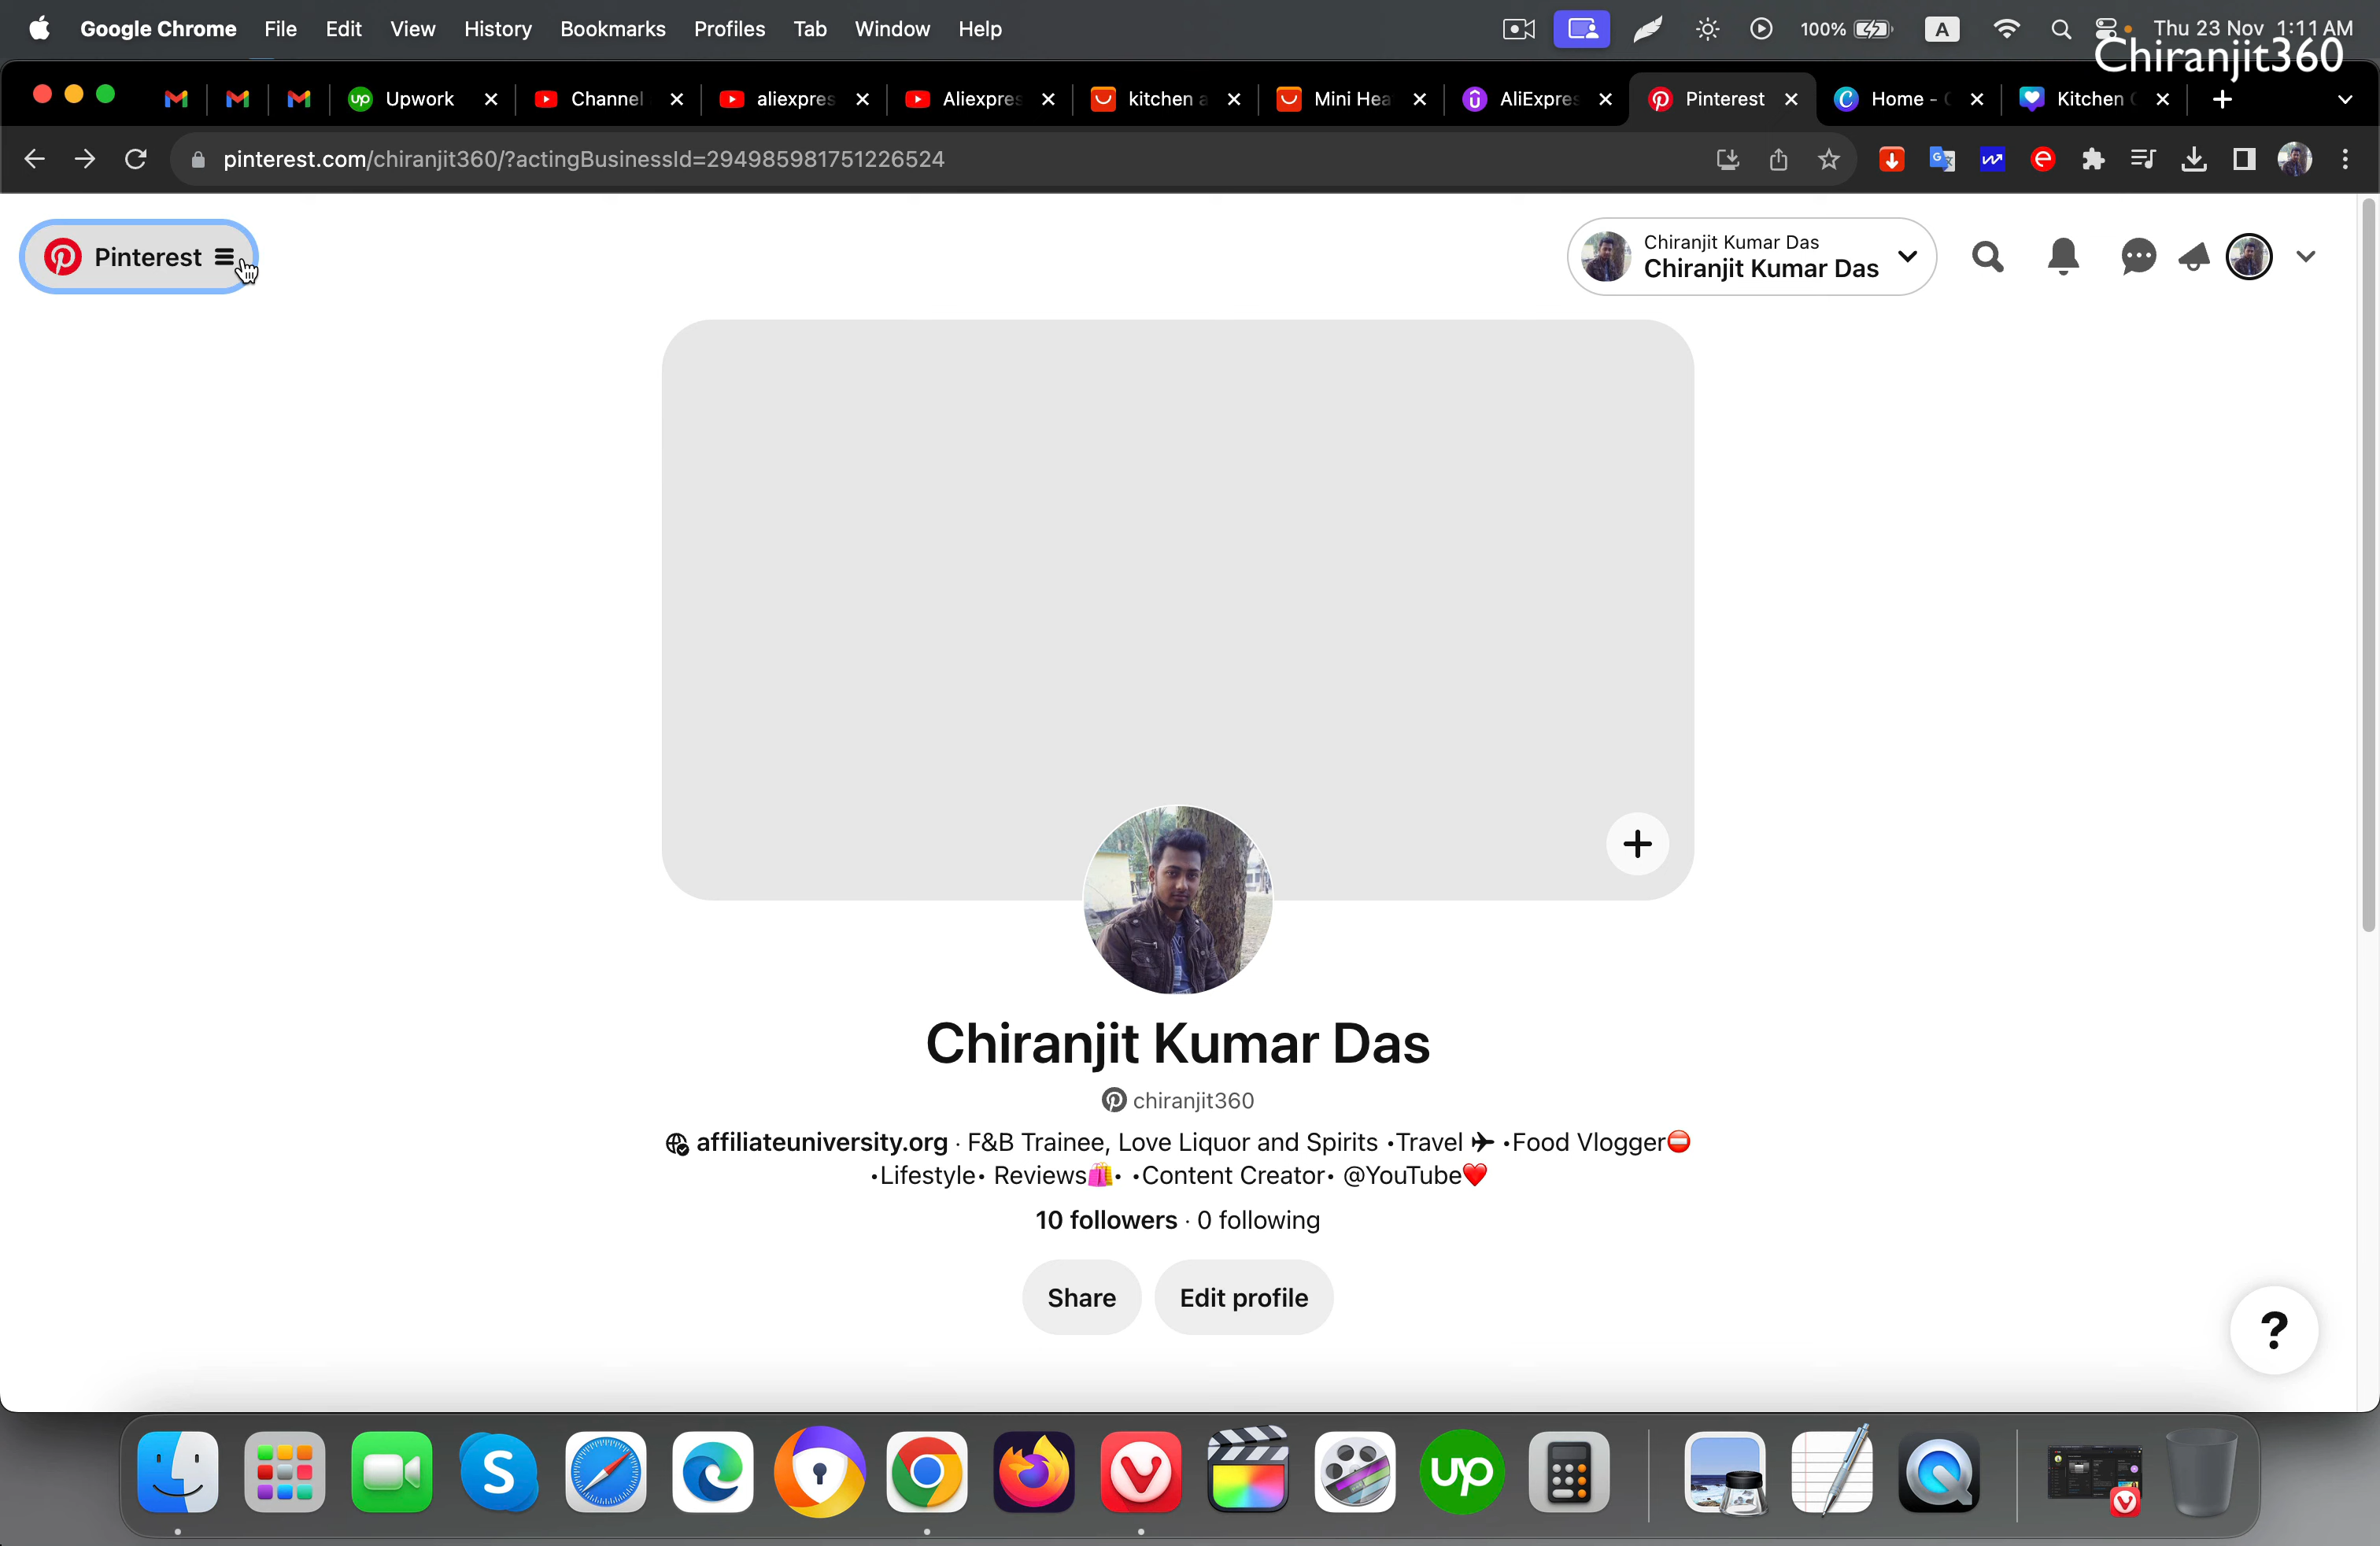 Google Chrome File Edit View History Bookmarks Profiles Tab Window Help 100% A Thu 23 Nov 1:11 AM
Chiranjit360
Upwork Channel aliexpres Aliexpres kitchen a Mini Hea AliExpres Pinterest Home - Kitchen
pinterest.com/chiranjit360/?actingBusinessId=294985981751226524
Pinterest
Chiranjit Kumar Das
Chiranjit Kumar Das
Chiranjit Kumar Das
chiranjit360
affiliateuniversity.org · F&B Trainee, Love Liquor and Spirits •Travel ✈ •Food Vlogger⛔
•Lifestyle• Reviews🛍️• •Content Creator• @YouTube❤️
10 followers · 0 following
Share Edit profile
?
S up